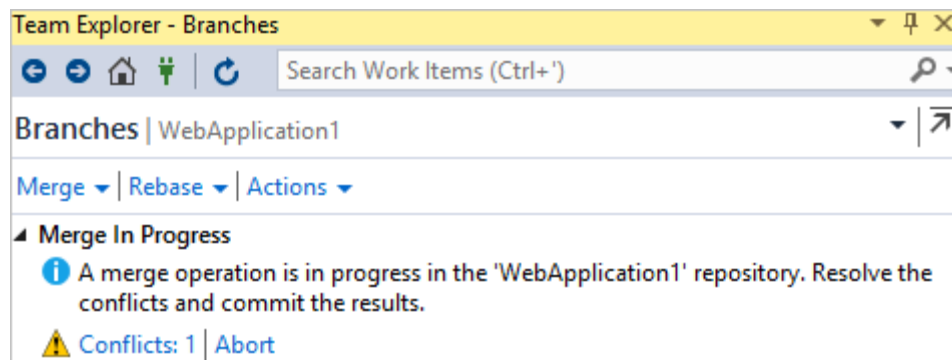 Team Explorer - Branches
Search Work Items (Ctrl+')
Branches | WebApplication1
Merge | Rebase | Actions
Merge In Progress
A merge operation is in progress in the 'WebApplication1' repository. Resolve the
conflicts and commit the results.
Conflicts: 1 | Abort